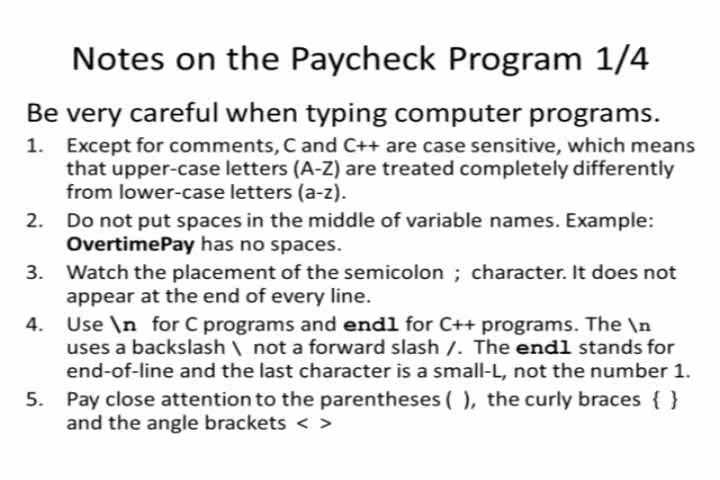 Notes on the Paycheck Program 1/4
Be very careful when typing computer programs.
1. Except for comments, C and C++ are case sensitive, which means
that upper-case letters (A-Z) are treated completely differently
from lower-case letters (a-z).
2. Do not put spaces in the middle of variable names. Example:
OvertimePay has no spaces.
3. Watch the placement of the semicolon ; character. It does not
appear at the end of every line.
4. Use \n for C programs and endl for C++ programs. The \n
uses a backslash \ not a forward slash /. The endl stands for
end-of-line and the last character is a small-L, not the number 1.
5. Pay close attention to the parentheses ( ), the curly braces { }
and the angle brackets < >